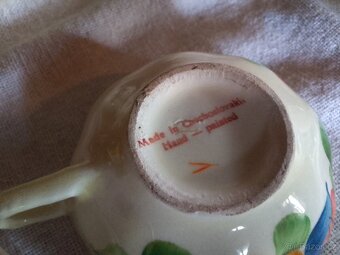 Made in Czechoslovakia
Hand - painted